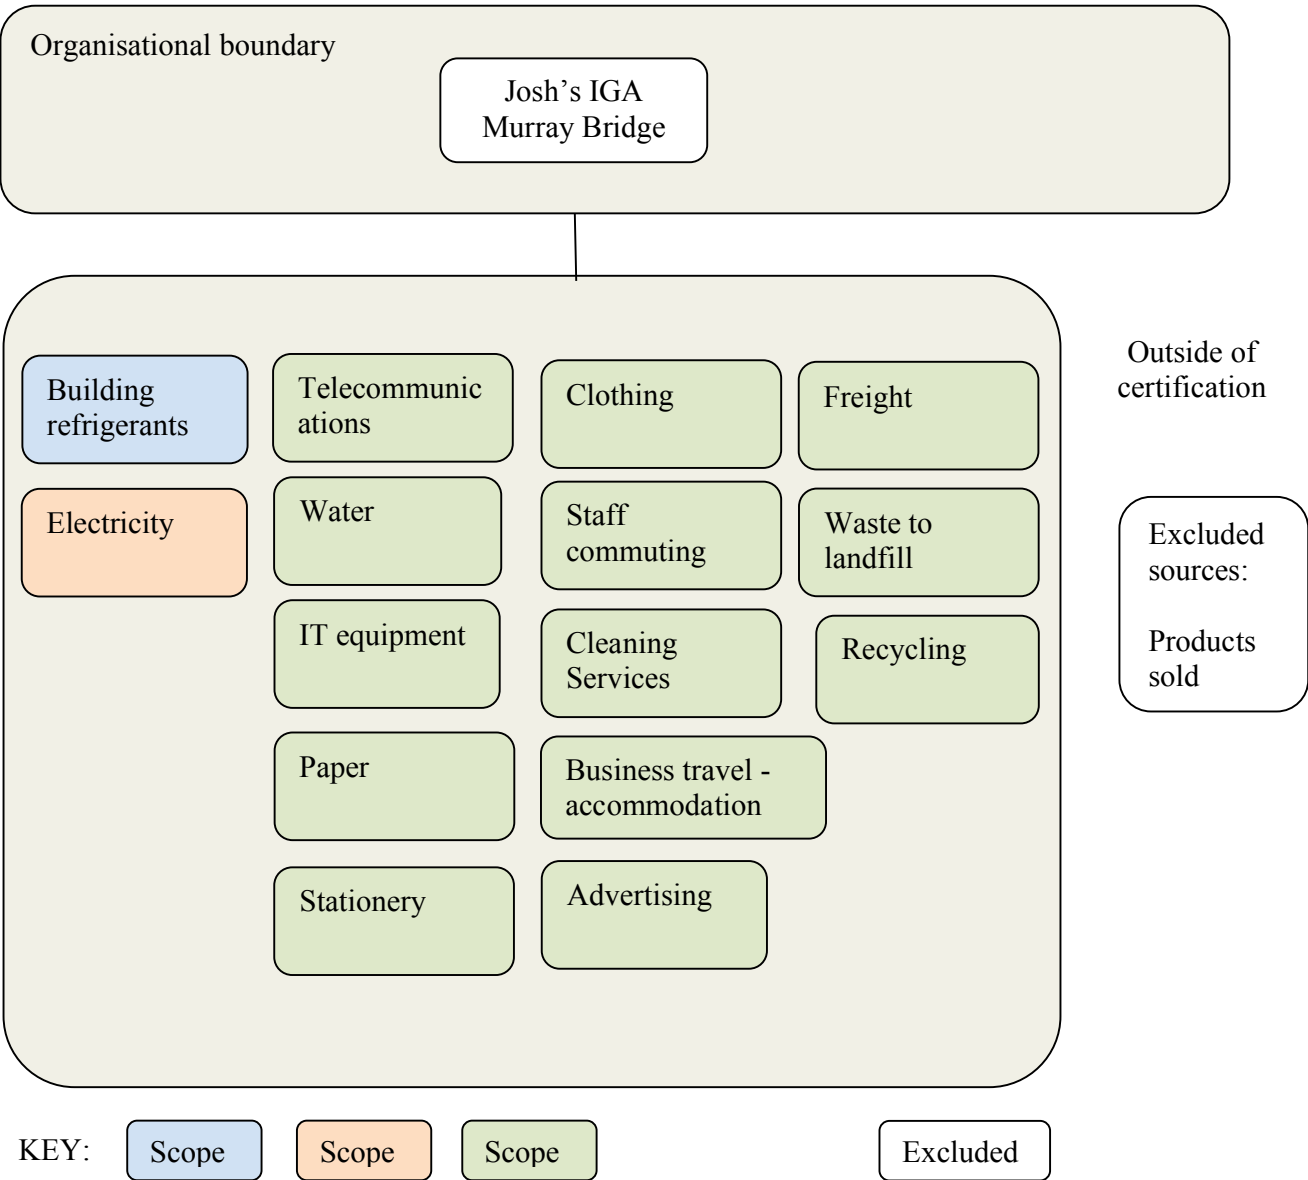 Organisational boundary
Josh’s IGA
Murray Bridge
Building
refrigerants
Electricity
Telecommunic
ations
Water
IT equipment
Paper
Stationery
Clothing
Staff
commuting
Cleaning
Services
Business travel -
accommodation
Advertising
Freight
Waste to
landfill
Recycling
Outside of
certification
Excluded
sources:
Products
sold
KEY:
Scope
Scope
Scope
Excluded